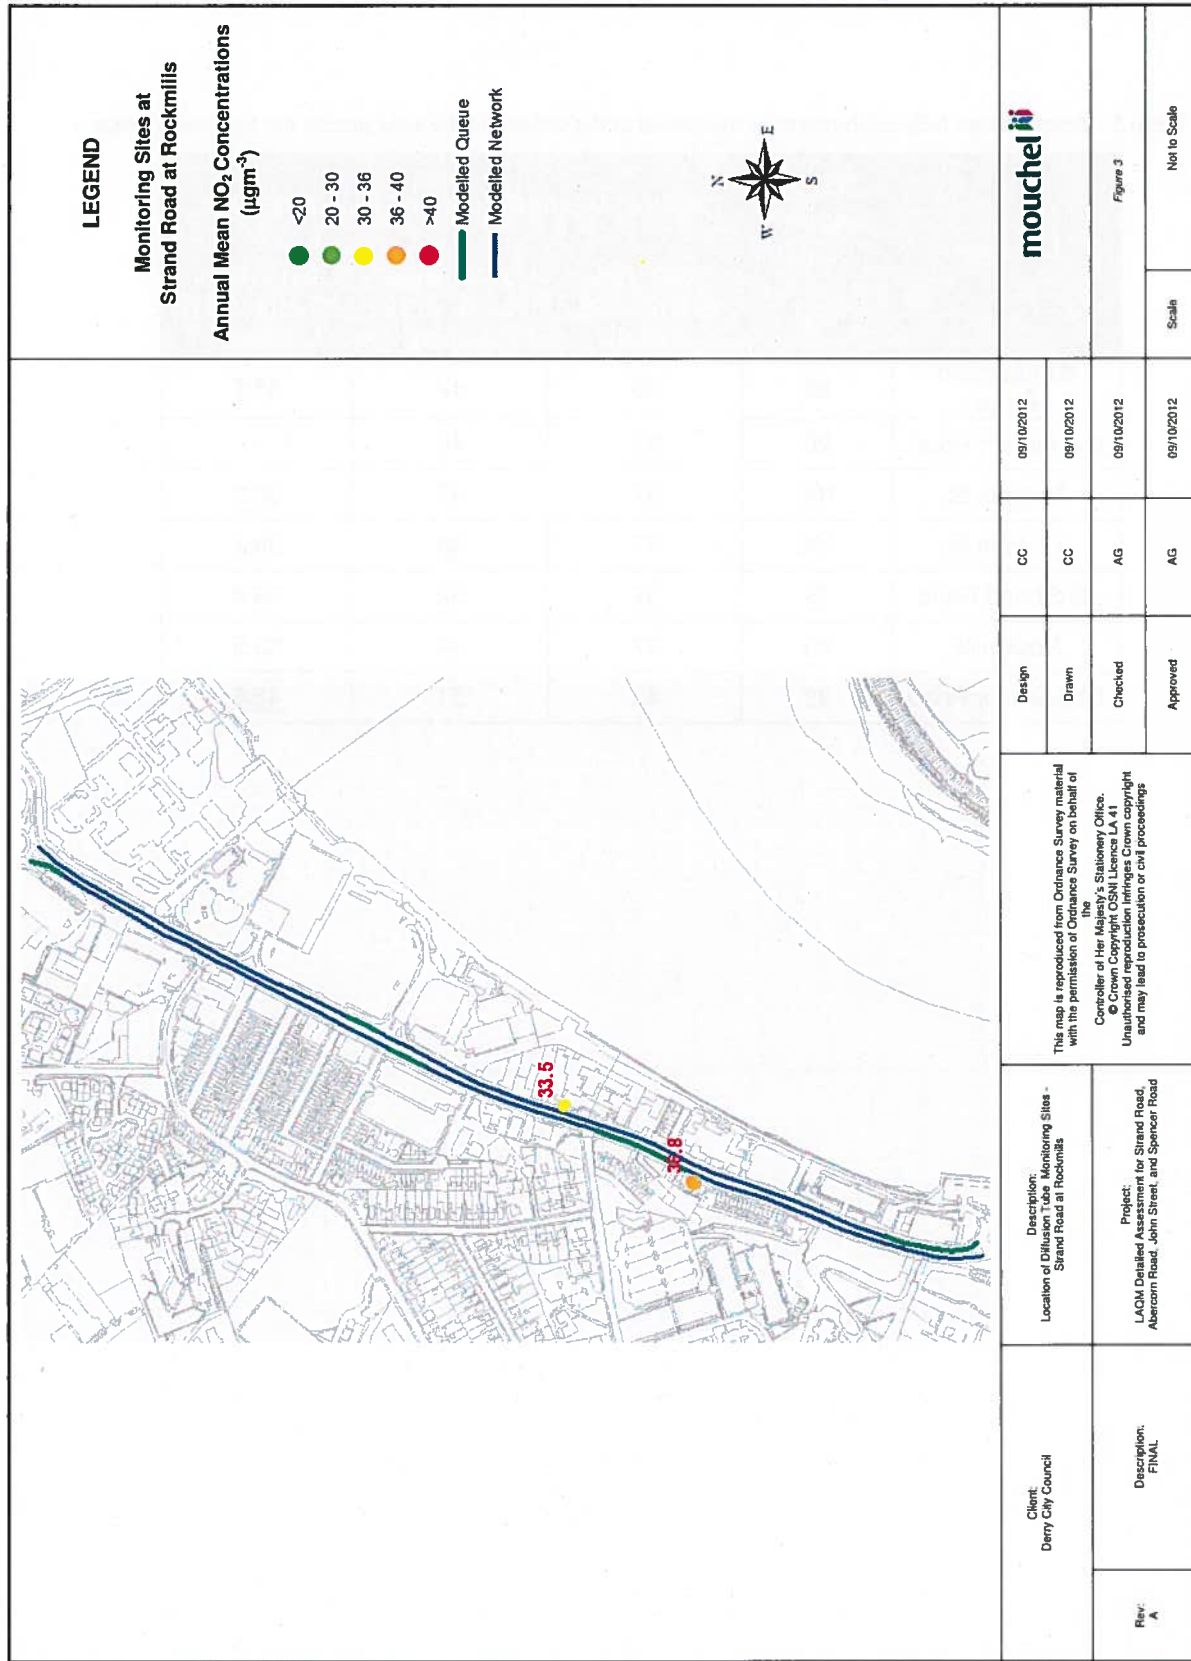 LEGEND
Monitoring Sites at
Strand Road at Rockmills
Annual Mean NO₂ Concentrations
(µgm⁻³)
<20
20 - 30
30 - 36
36 - 40
>40
Modelled Queue
Modelled Network
N
E
S
W
33.5
36.8
mouchel
Figure 3
Scale
Not to Scale
Design
CC
09/10/2012
Drawn
CC
09/10/2012
Checked
AG
09/10/2012
Approved
AG
09/10/2012
This map is reproduced from Ordnance Survey material
with the permission of Ordnance Survey on behalf of
the
Controller of Her Majesty's Stationery Office.
© Crown Copyright OSNI Licence LA 41
Unauthorised reproduction infringes Crown copyright
and may lead to prosecution or civil proceedings
Description:
Location of Diffusion Tube Monitoring Sites -
Strand Road at Rockmills
Project:
LAQM Detailed Assessment for Strand Road,
Abercorn Road, John Street, and Spencer Road
Client:
Derry City Council
Description:
FINAL
Rev:
A